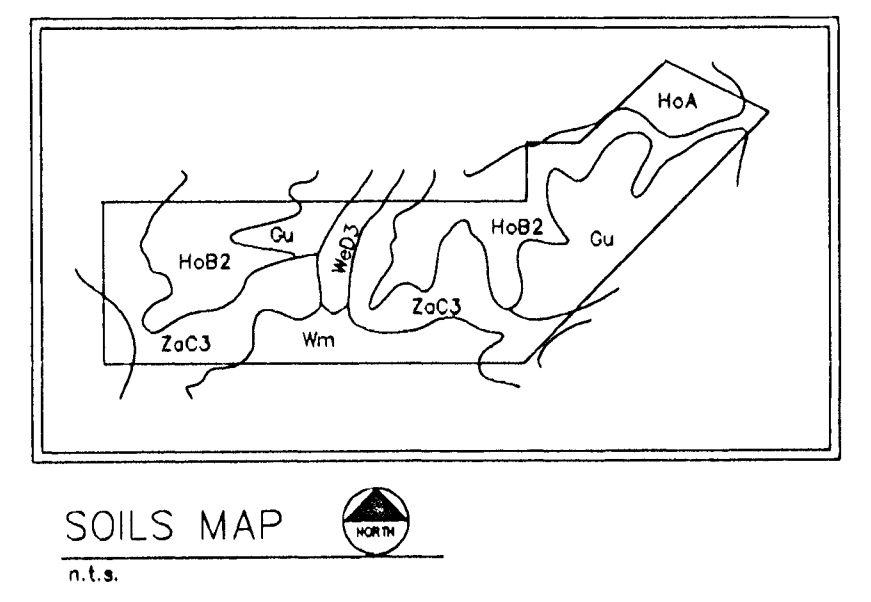 HoA
HoB2
Gu
Gu
WeD3
HoB2
ZaC3
ZaC3
Wm
SOILS MAP
NORTH
n.t.s.